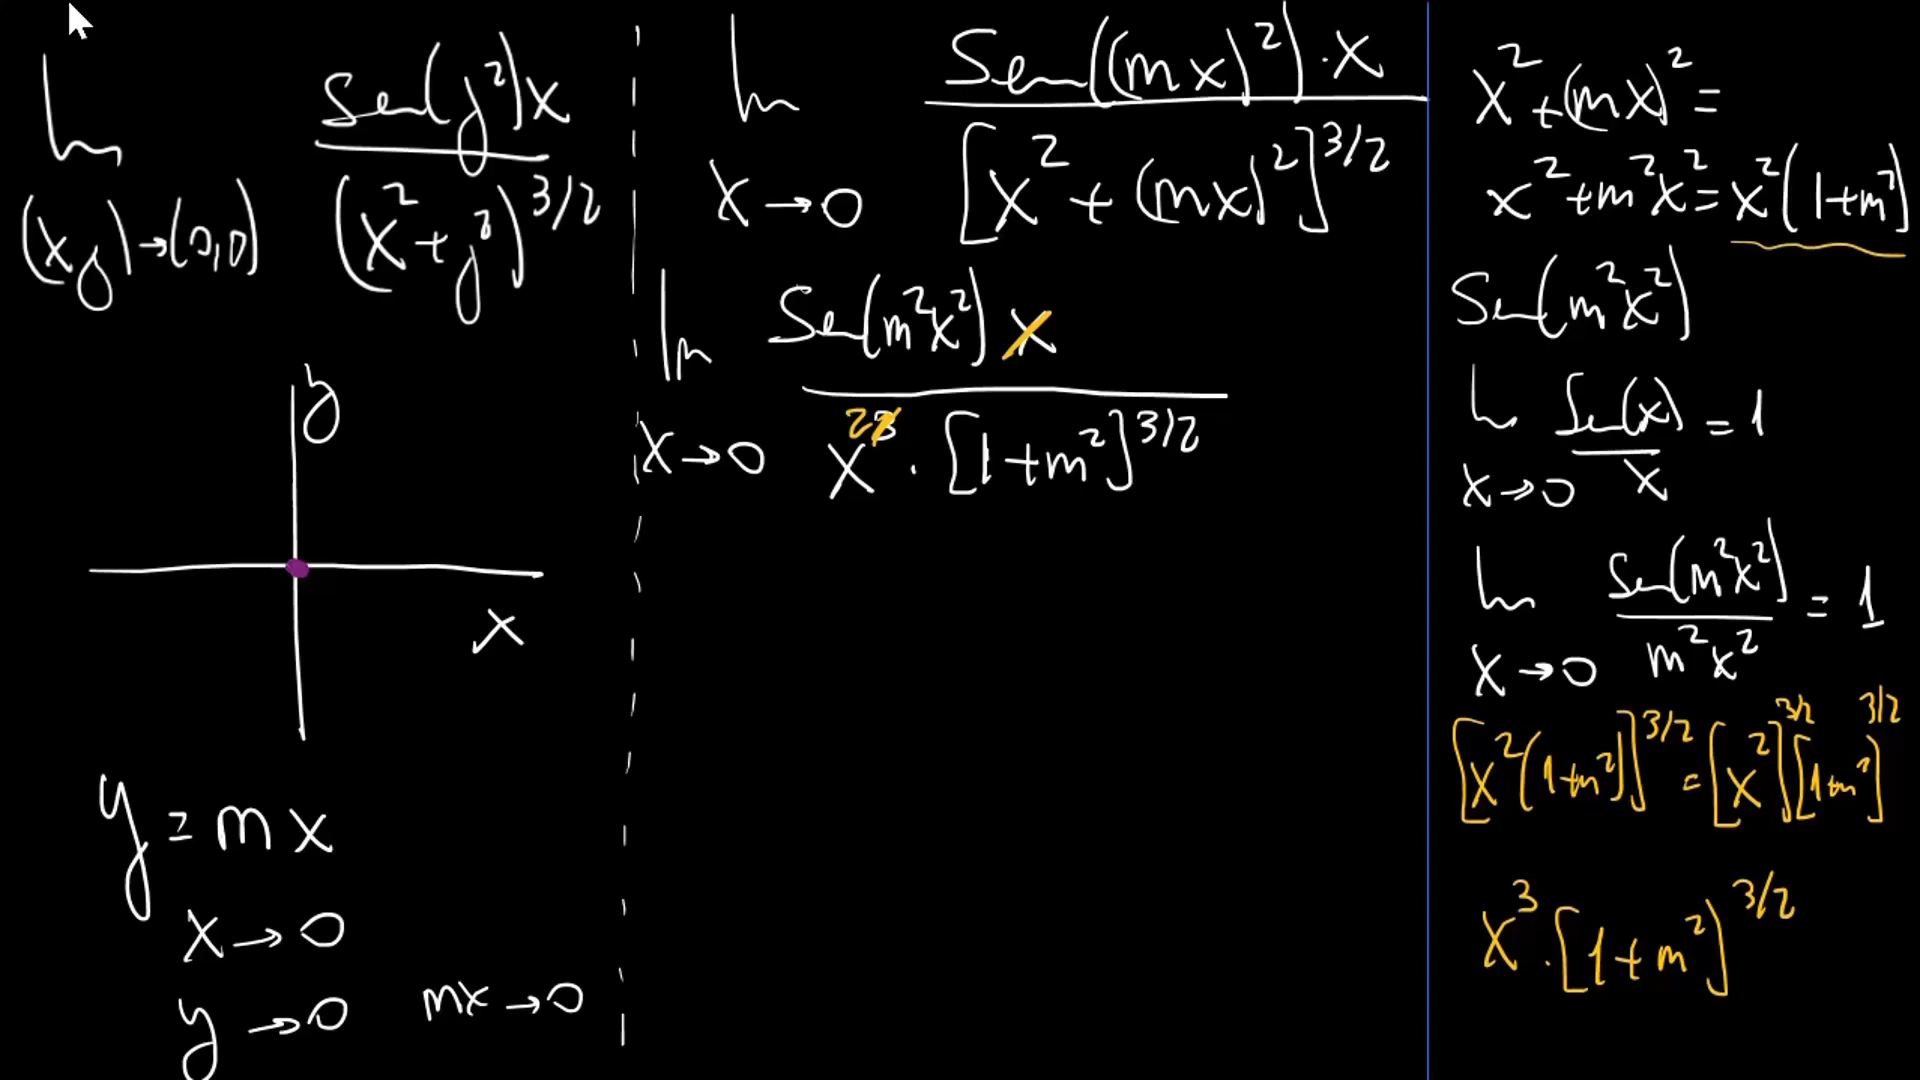 lim Sen(y²)x
(x,y)→(0,0) (x²+y²)^3/2
y
x
y = mx
x→0
y→0 mx→0
lim Sen((mx)²)·x
x→0 [x²+(mx)²]^3/2
lim Sen(m²x²) x
x→0 x^2 3 · [1+m²]^3/2
x²+(mx)² =
x²+m²x² = x²(1+m²)
Sen(m²x²)
lim Sen(x) = 1
x→0 x
lim Sen(m²x²) = 1
x→0 m²x²
[x²(1+m²)]^3/2 = [x²]^3/2 [1+m²]^3/2
x³·[1+m²]^3/2